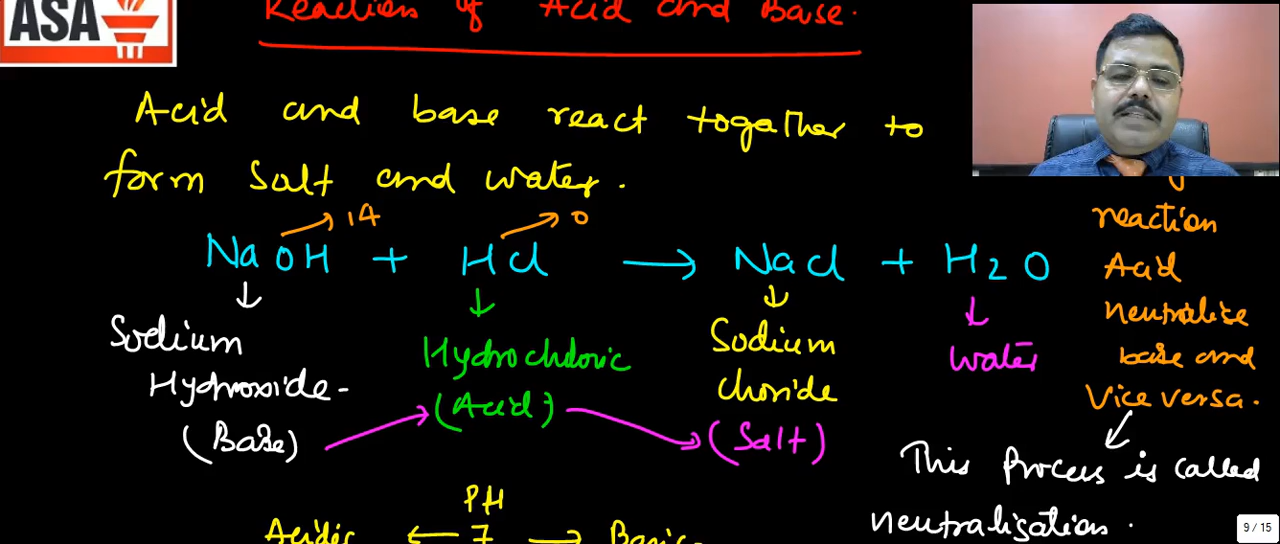 ASA
Reaction of Acid and Base.
Acid and base react together to
form Salt and water.
14
0
NaOH + HCl → NaCl + H2O
Sodium
Hydroxide-
(Base)
Hydrochloric
(Acid)
Sodium
choride
(Salt)
water
reaction
Acid
neutralise
base and
Vice versa.
This Process is called
neutralisation.
PH
Acidic ← 7 → Basic
9 / 15